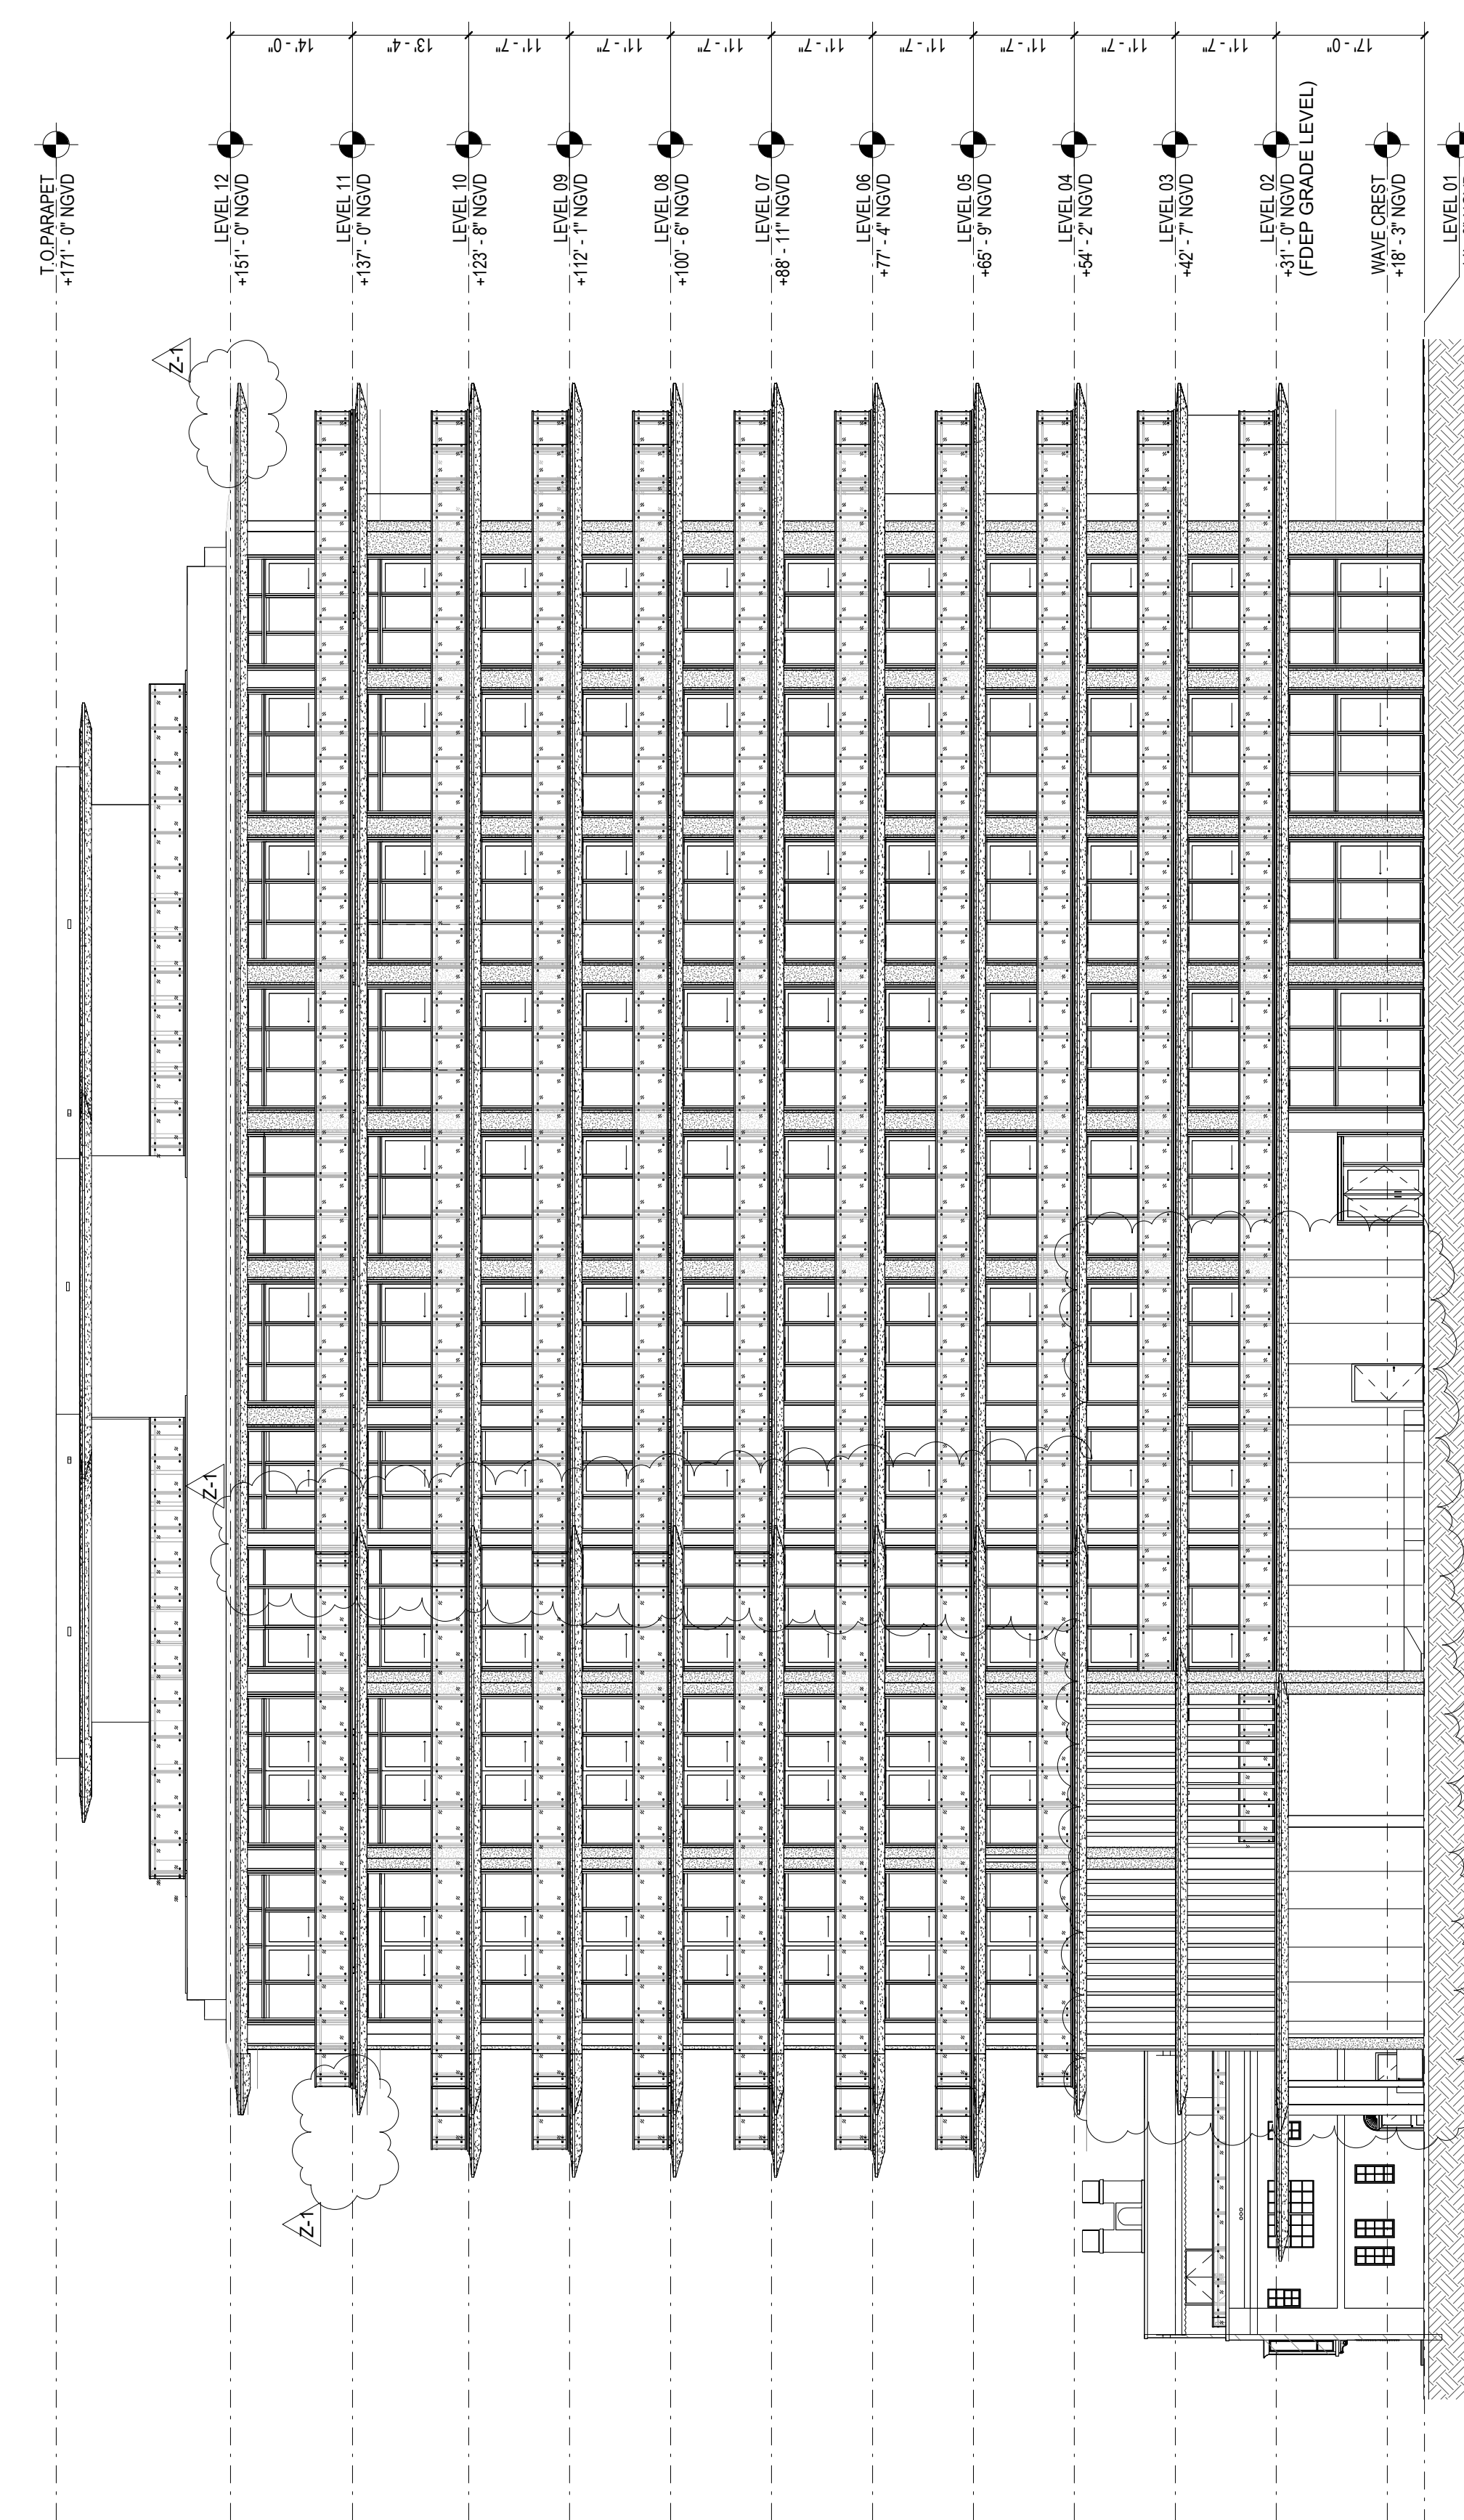 T.O.PARAPET
+171' - 0" NGVD
LEVEL 12
+151' - 0" NGVD
LEVEL 11
+137' - 0" NGVD
LEVEL 10
+123' - 8" NGVD
LEVEL 09
+112' - 1" NGVD
LEVEL 08
+100' - 6" NGVD
LEVEL 07
+88' - 11" NGVD
LEVEL 06
+77' - 4" NGVD
LEVEL 05
+65' - 9" NGVD
LEVEL 04
+54' - 2" NGVD
LEVEL 03
+42' - 7" NGVD
LEVEL 02
+31' - 0" NGVD
(FDEP GRADE LEVEL)
WAVE CREST
+18' - 3" NGVD
LEVEL 01
14' - 0"
13' - 4"
11' - 7"
11' - 7"
11' - 7"
11' - 7"
11' - 7"
11' - 7"
11' - 7"
11' - 7"
17' - 0"
Z-1
Z-1
Z-1